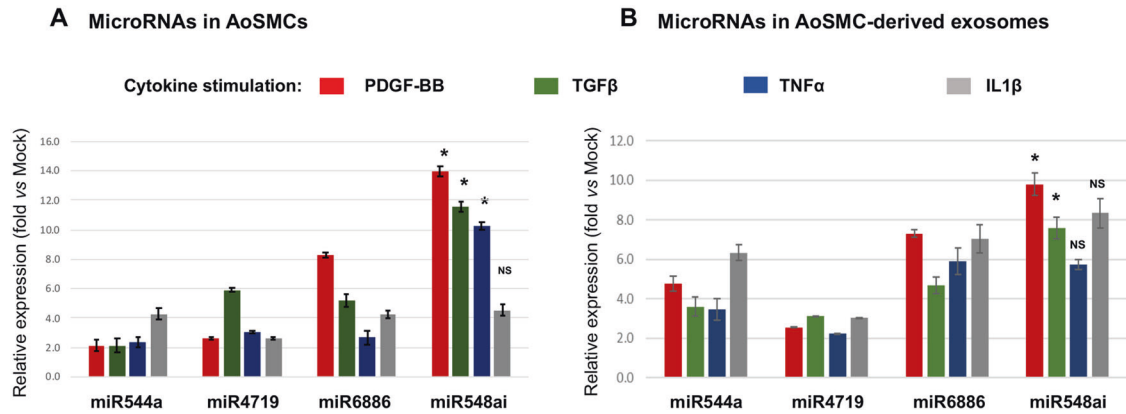 A MicroRNAs in AoSMCs
B MicroRNAs in AoSMC-derived exosomes
Cytokine stimulation: PDGF-BB TGFβ TNFα IL1β
Relative expression (fold vs Mock)
16.0
14.0
12.0
10.0
8.0
6.0
4.0
2.0
0.0
* * * NS
miR544a miR4719 miR6886 miR548ai
Relative expression (fold vs Mock)
12.0
10.0
8.0
6.0
4.0
2.0
0.0
* * NS NS
miR544a miR4719 miR6886 miR548ai